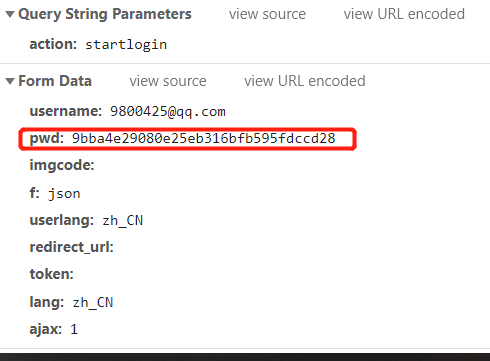 Query String Parameters view source view URL encoded
action: startlogin
Form Data view source view URL encoded
username: 9800425@qq.com
pwd: 9bba4e29080e25eb316bfb595fdccd28
imgcode:
f: json
userlang: zh_CN
redirect_url:
token:
lang: zh_CN
ajax: 1